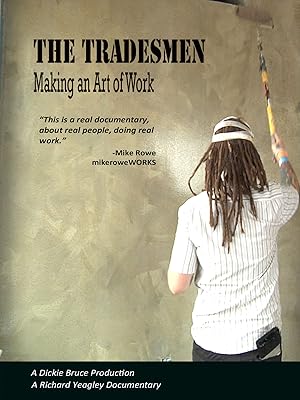 THE TRADESMEN
Making an Art of Work
“This is a real documentary,
about real people, doing real
work.”
-Mike Rowe
mikeroweWORKS
A Dickie Bruce Production
A Richard Yeagley Documentary